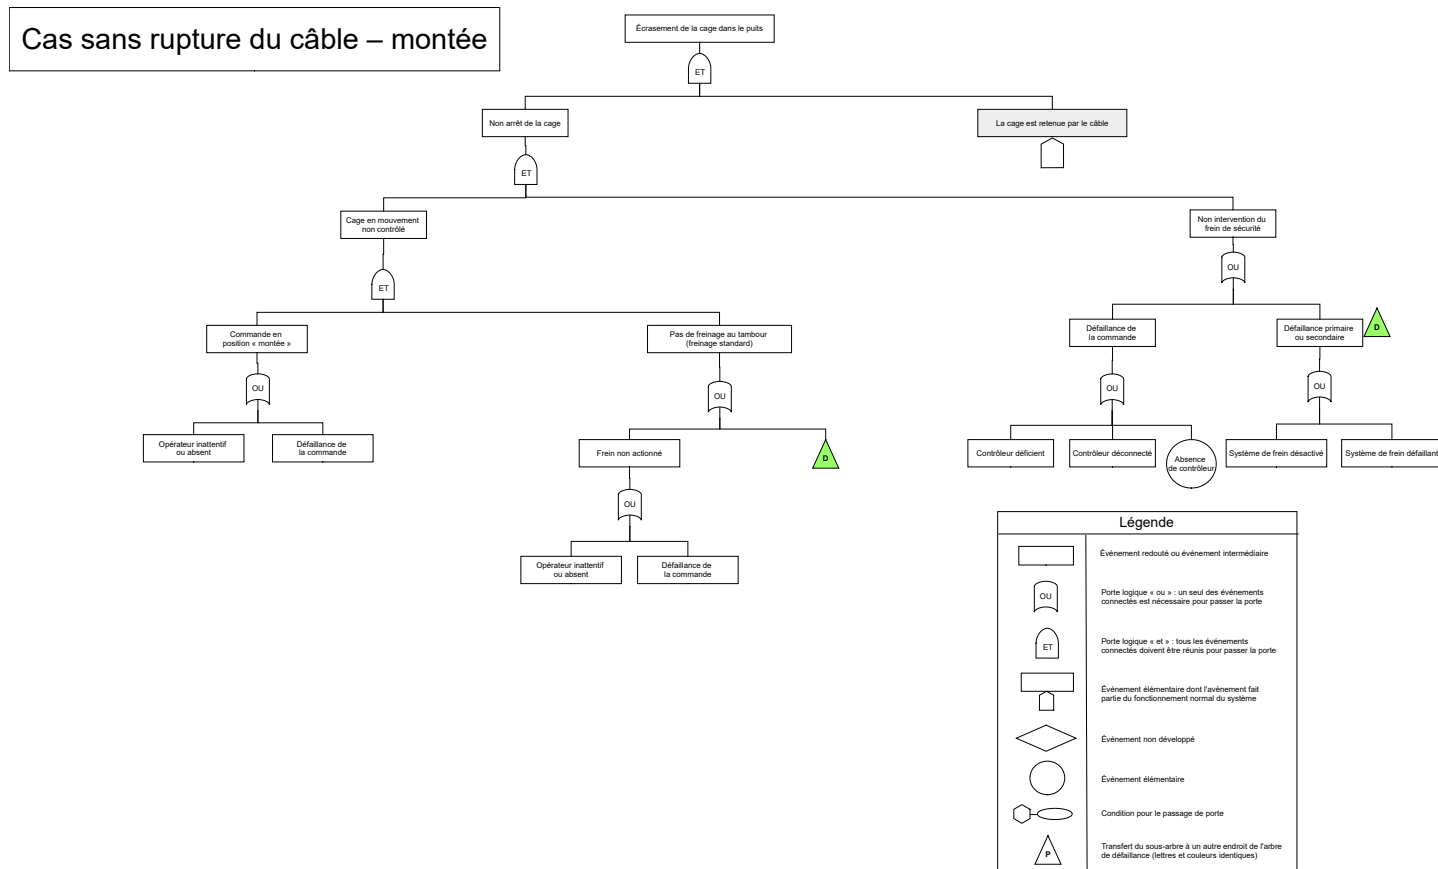 Cas sans rupture du câble – montée
Écrasement de la cage dans le puits
ET
Non arrêt de la cage
La cage est retenue par le câble
ET
Cage en mouvement
non contrôlé
Non intervention du
frein de sécurité
ET
OU
Commande en
position « montée »
Pas de freinage au tambour
(freinage standard)
Défaillance de
la commande
Défaillance primaire
ou secondaire
D
OU
OU
OU
OU
Opérateur inattentif
ou absent
Défaillance de
la commande
Frein non actionné
D
Contrôleur déficient
Contrôleur déconnecté
Absence
de contrôleur
Système de frein désactivé
Système de frein défaillant
OU
Opérateur inattentif
ou absent
Défaillance de
la commande
Légende
Événement redouté ou événement intermédiaire
OU
Porte logique « ou » : un seul des événements
connectés est nécessaire pour passer la porte
ET
Porte logique « et » : tous les événements
connectés doivent être réunis pour passer la porte
Événement élémentaire dont l'avènement fait
partie du fonctionnement normal du système
Événement non développé
Événement élémentaire
Condition pour le passage de porte
P
Transfert du sous-arbre à un autre endroit de l'arbre
de défaillance (lettres et couleurs identiques)